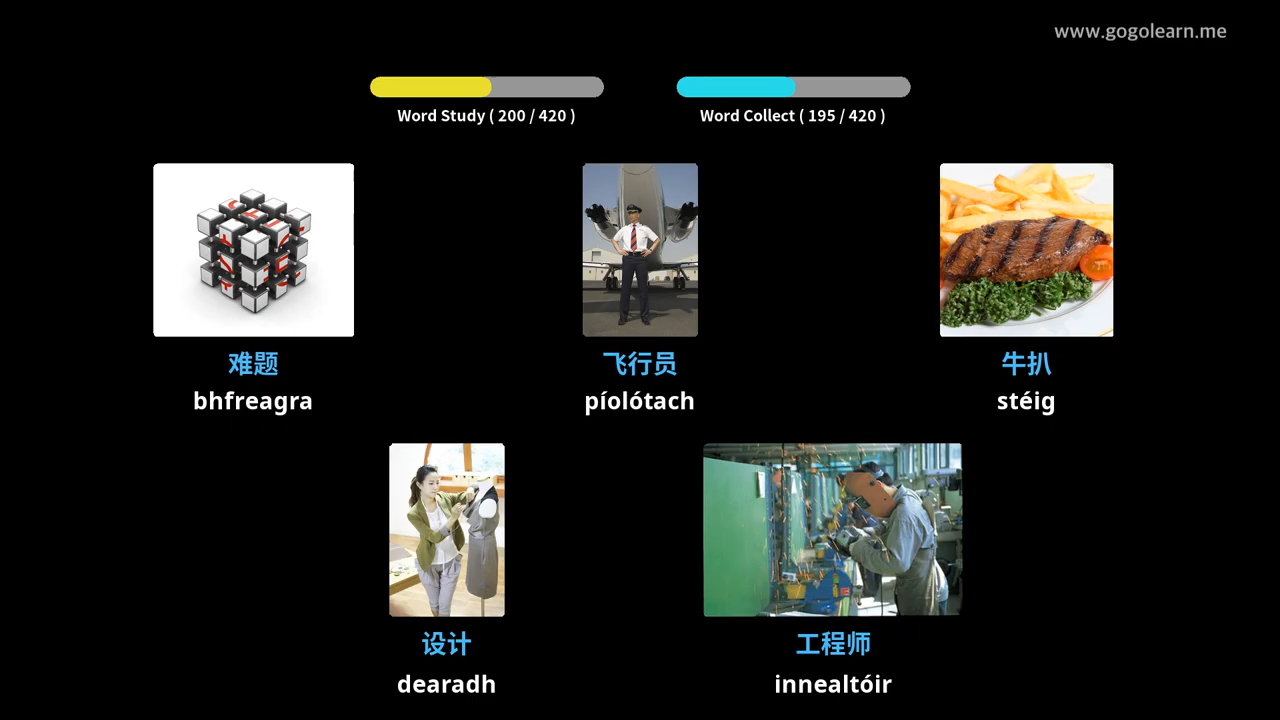 www.gogolearn.me
Word Study ( 200 / 420 )
Word Collect ( 195 / 420 )
难题
bhfreagra
飞行员
píolótach
牛扒
stéig
设计
dearadh
工程师
innealtóir